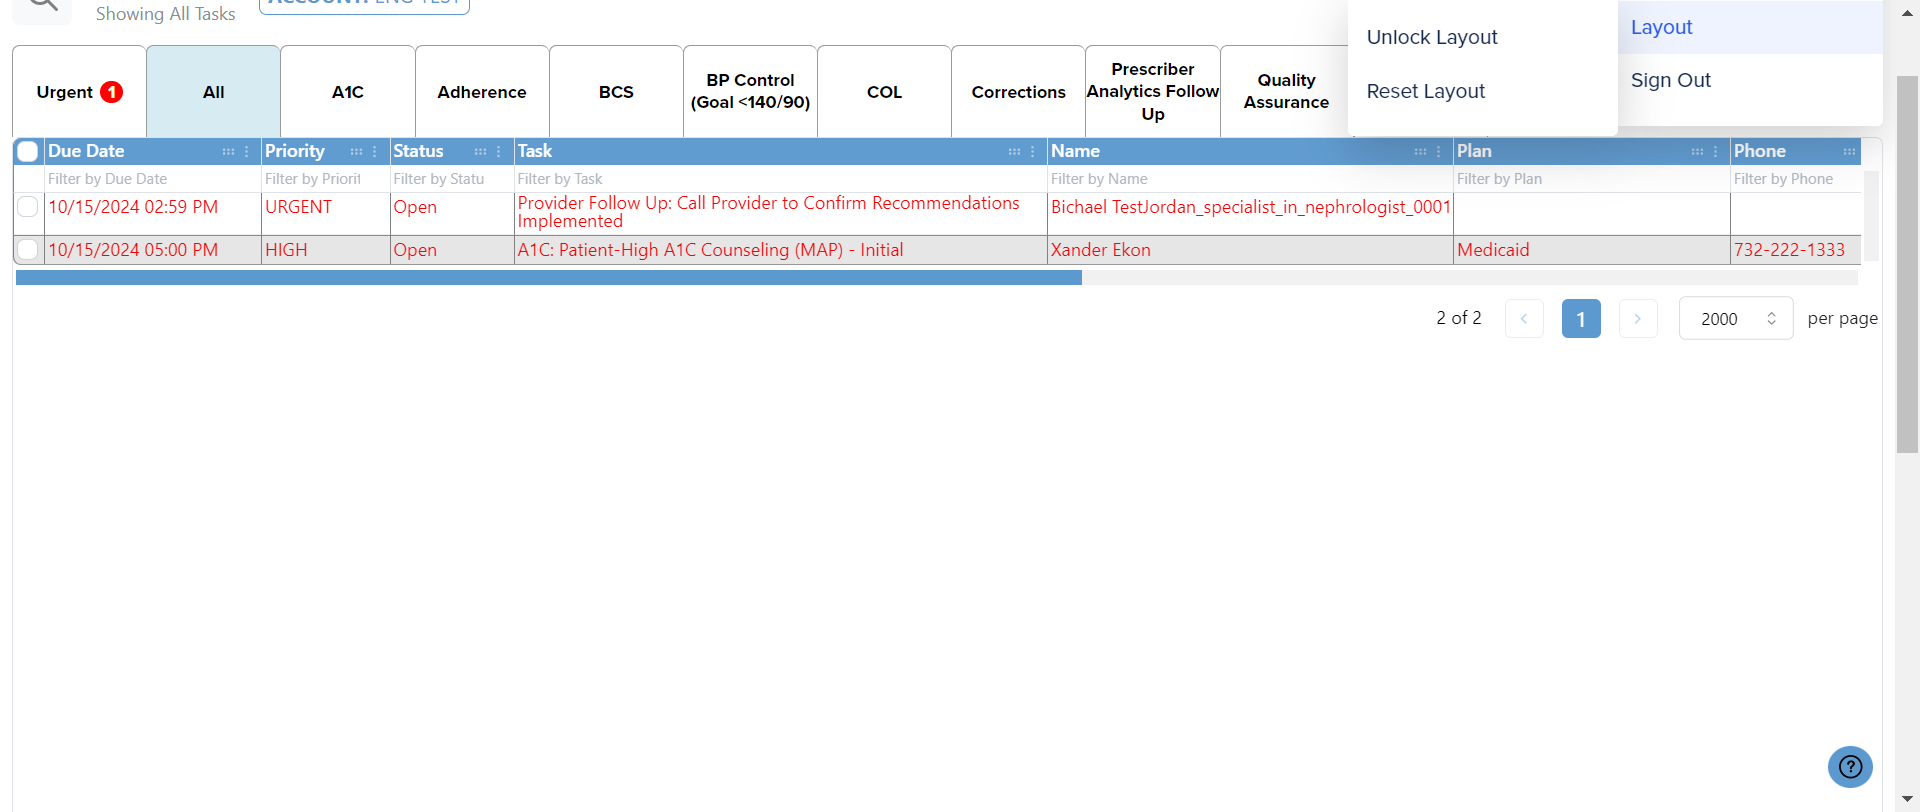 Showing All Tasks
ACCOUNT: ENG TEST
Unlock Layout
Reset Layout
Layout
Sign Out
Urgent 1
All
A1C
Adherence
BCS
BP Control
(Goal <140/90)
COL
Corrections
Prescriber
Analytics Follow
Up
Quality
Assurance
Due Date Priority Status Task Name Plan Phone
Filter by Due Date Filter by Priorit Filter by Statu Filter by Task Filter by Name Filter by Plan Filter by Phone
10/15/2024 02:59 PM URGENT Open Provider Follow Up: Call Provider to Confirm Recommendations
Implemented
Bichael TestJordan_specialist_in_nephrologist_0001
10/15/2024 05:00 PM HIGH Open A1C: Patient-High A1C Counseling (MAP) - Initial Xander Ekon Medicaid 732-222-1333
2 of 2 < 1 > 2000 per page
?